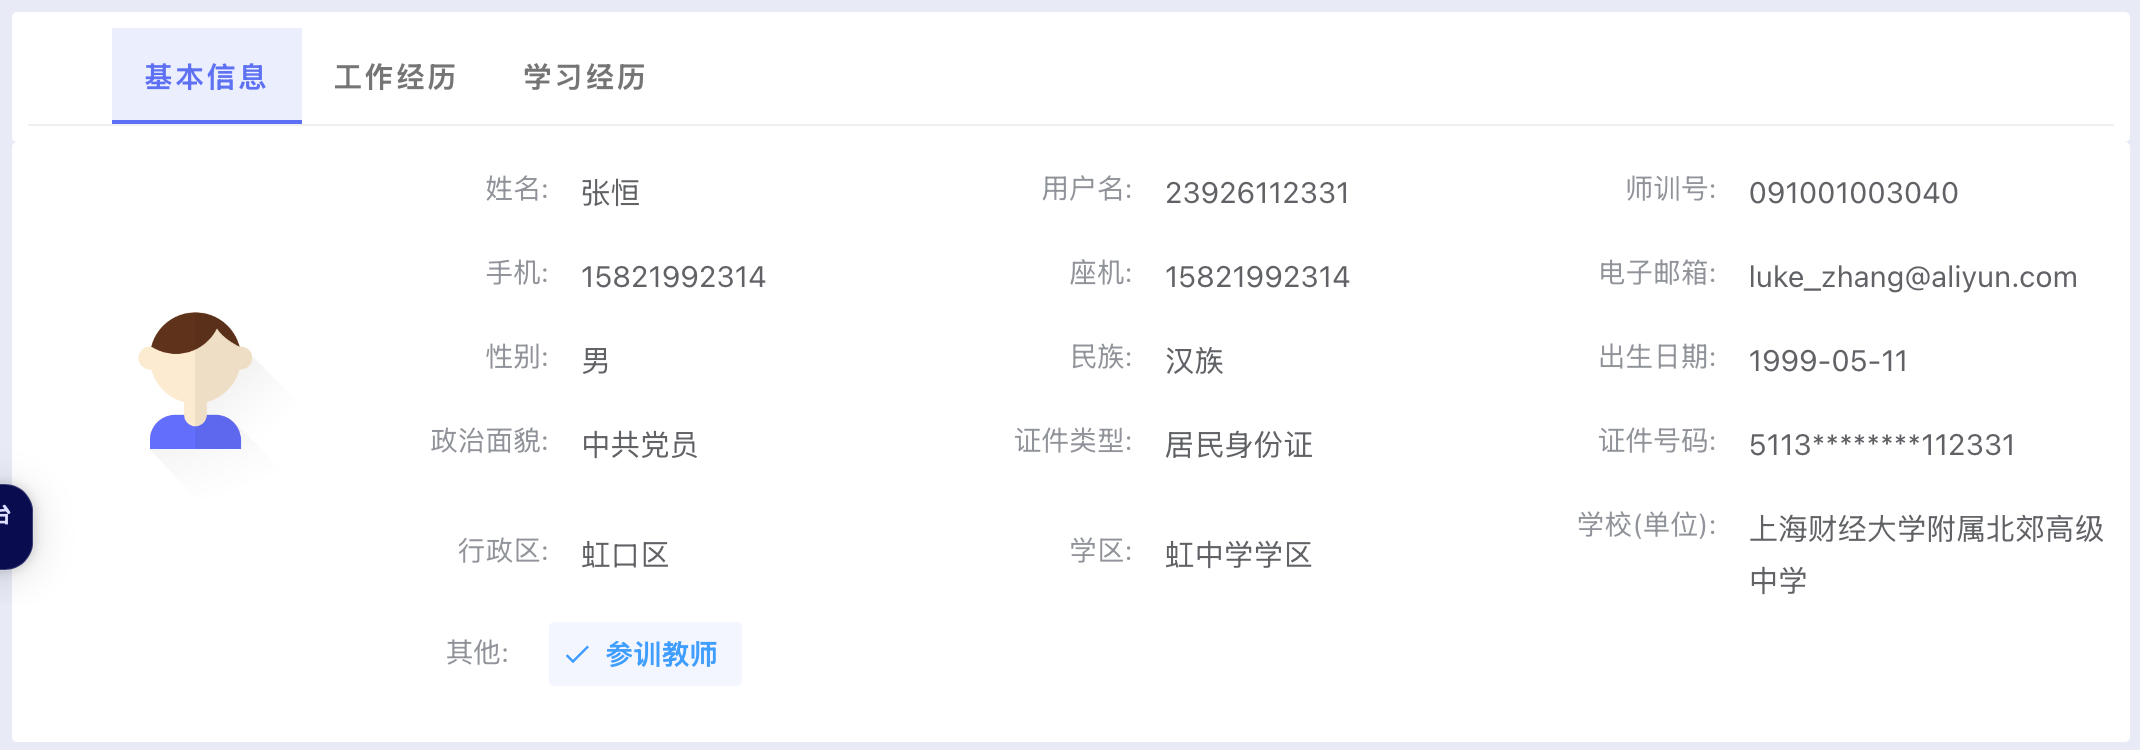 基本信息 工作经历 学习经历
姓名: 张恒 用户名: 23926112331 师训号: 091001003040
手机: 15821992314 座机: 15821992314 电子邮箱: luke_zhang@aliyun.com
性别: 男 民族: 汉族 出生日期: 1999-05-11
政治面貌: 中共党员 证件类型: 居民身份证 证件号码: 5113********112331
行政区: 虹口区 学区: 虹中学学区 学校(单位): 上海财经大学附属北郊高级
中学
其他: 参训教师
台